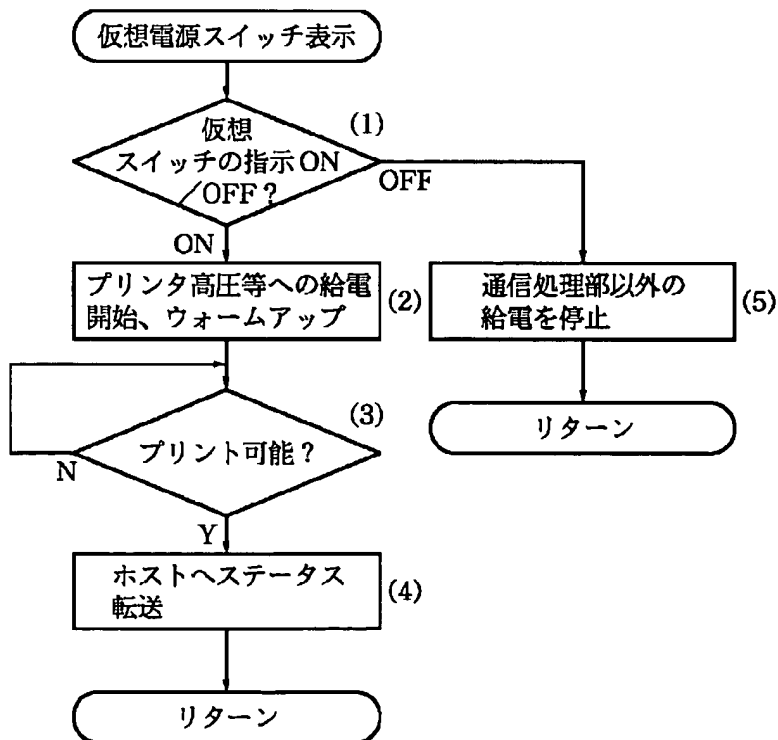 仮想電源スイッチ表示
(1)
仮想
スイッチの指示ON
/OFF?
OFF
ON
プリンタ高圧等への給電
開始、ウォームアップ
(2)
通信処理部以外の
給電を停止
(5)
(3)
プリント可能?
N
Y
リターン
ホストへステータス
転送
(4)
リターン